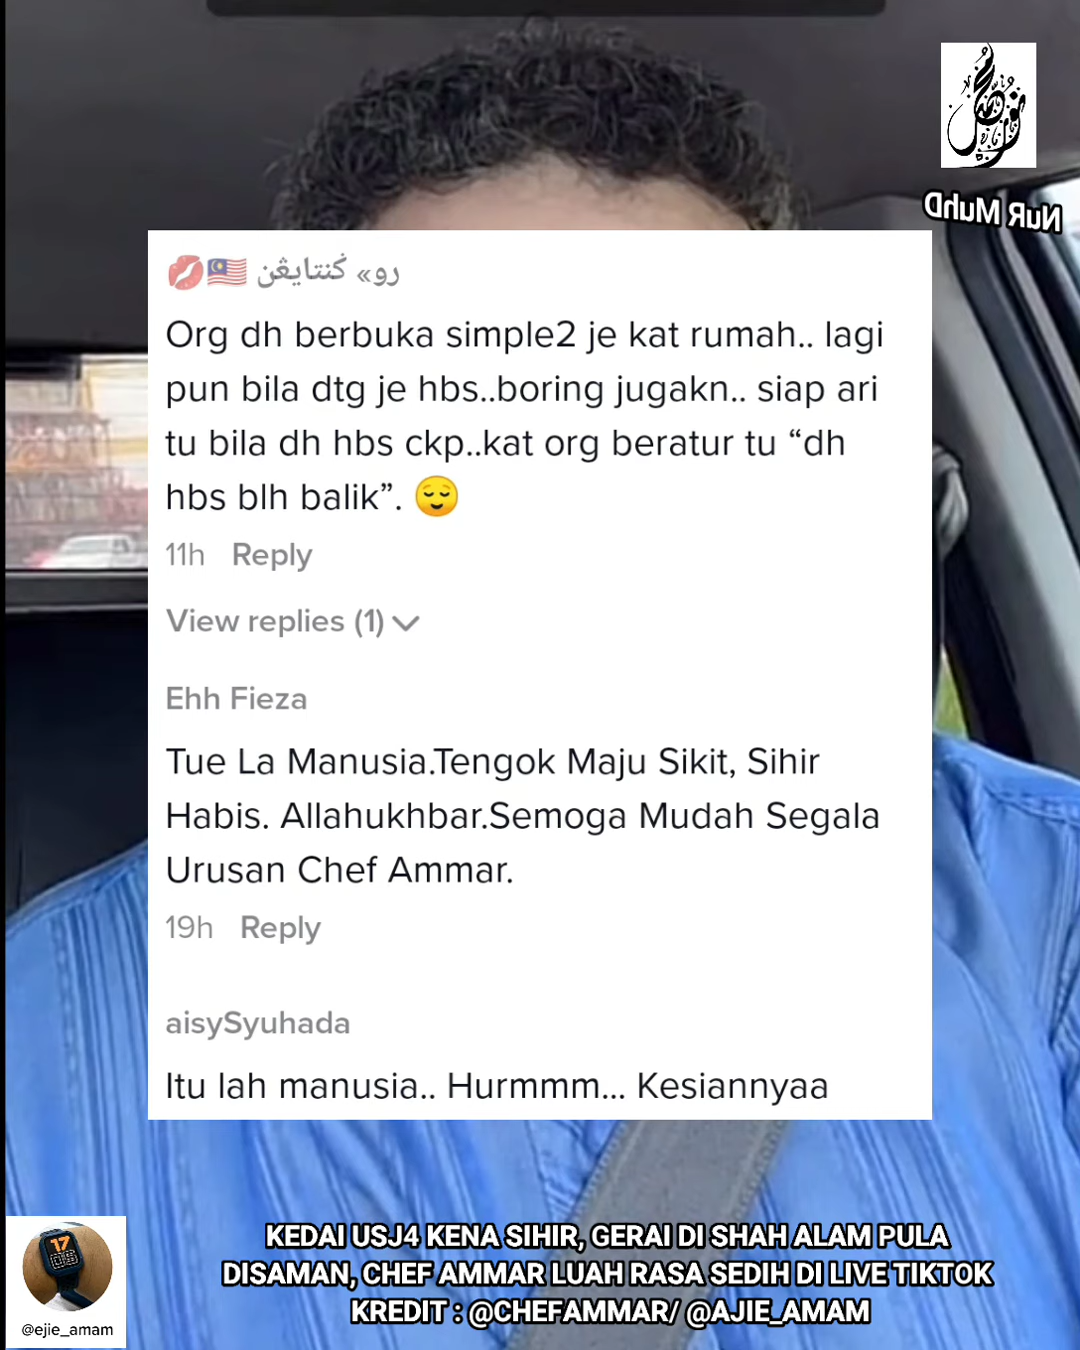 NuR MuhD
💋🇲🇾 رو» ݢنتايڠن
Org dh berbuka simple2 je kat rumah.. lagi
pun bila dtg je hbs..boring jugakn.. siap ari
tu bila dh hbs ckp..kat org beratur tu “dh
hbs blh balik”. 😌
11h Reply
View replies (1)
Ehh Fieza
Tue La Manusia.Tengok Maju Sikit, Sihir
Habis. Allahukhbar.Semoga Mudah Segala
Urusan Chef Ammar.
19h Reply
aisySyuhada
Itu lah manusia.. Hurmmm... Kesiannyaa
17
@ejie_amam
KEDAI USJ4 KENA SIHIR, GERAI DI SHAH ALAM PULA
DISAMAN, CHEF AMMAR LUAH RASA SEDIH DI LIVE TIKTOK
KREDIT : @CHEFAMMAR/ @AJIE_AMAM